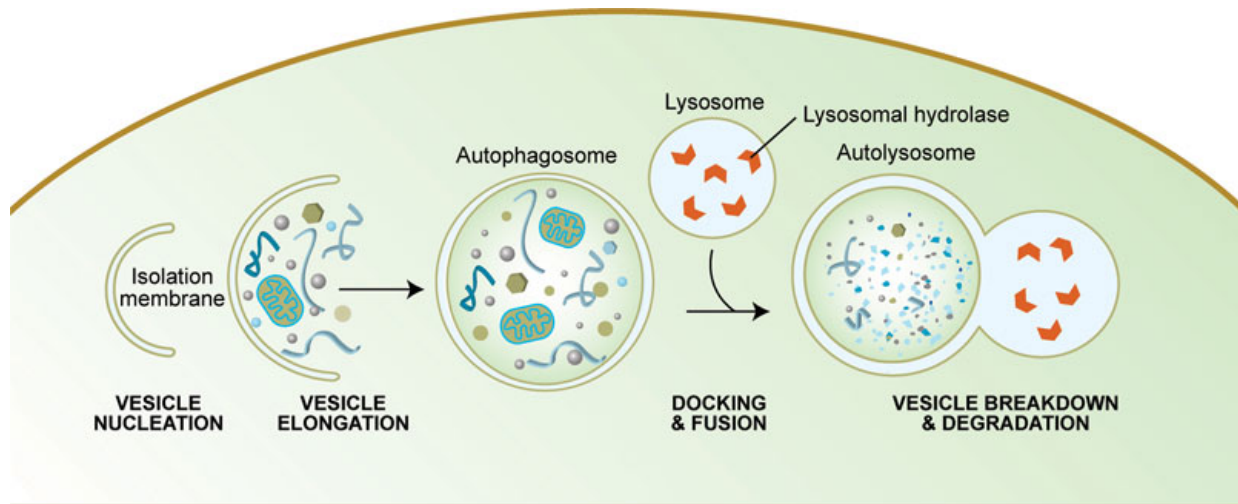 Lysosome
Lysosomal hydrolase
Autophagosome
Autolysosome
Isolation
membrane
VESICLE
NUCLEATION
VESICLE
ELONGATION
DOCKING
& FUSION
VESICLE BREAKDOWN
& DEGRADATION